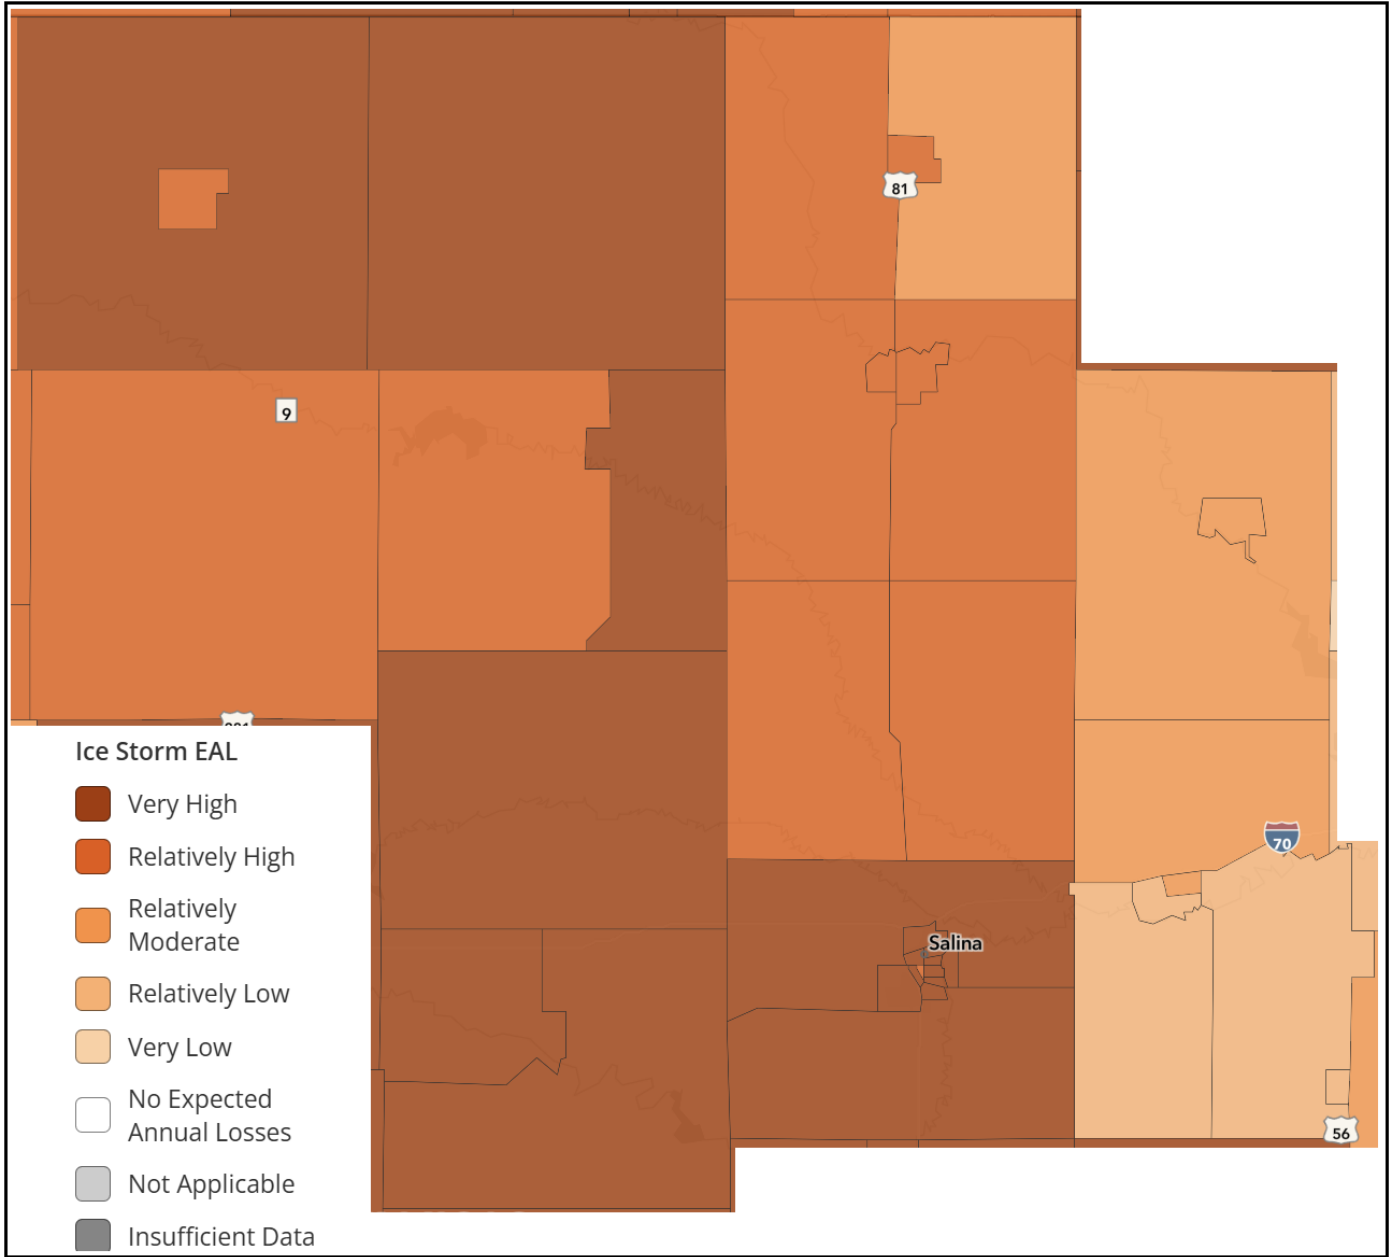 81
9
70
Salina
56
Ice Storm EAL
Very High
Relatively High
Relatively
Moderate
Relatively Low
Very Low
No Expected
Annual Losses
Not Applicable
Insufficient Data